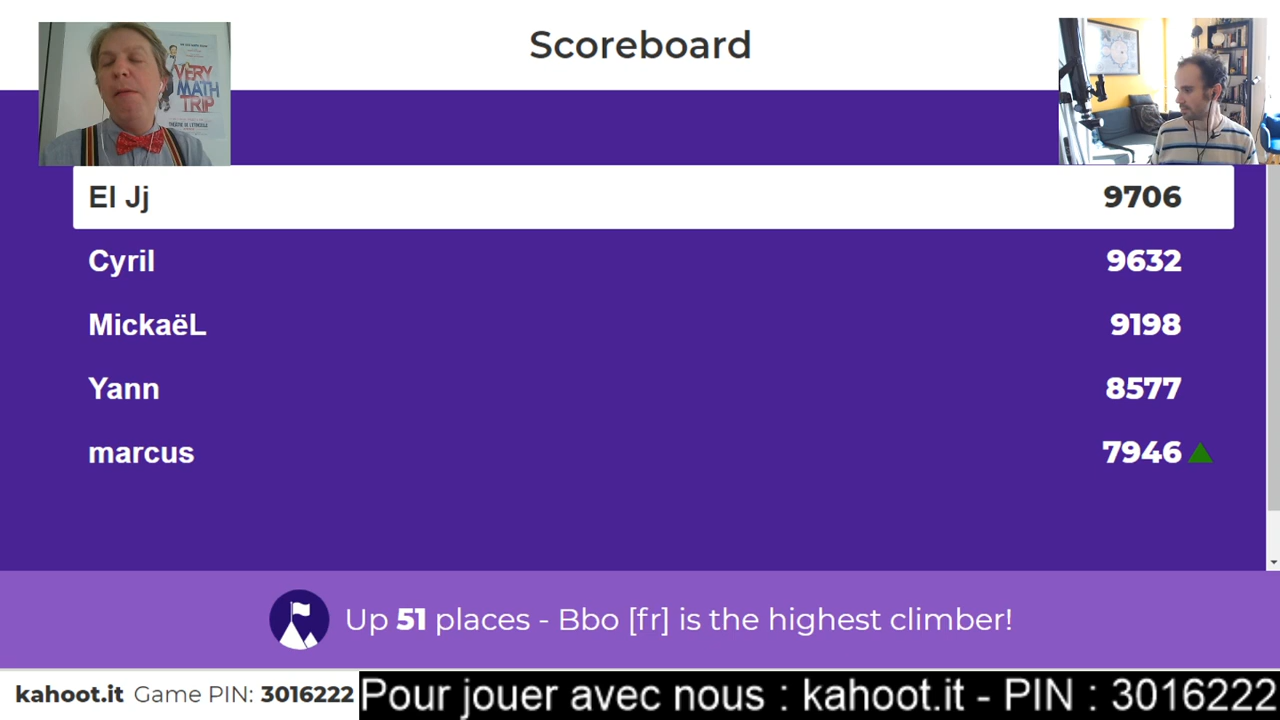 Scoreboard
VERY
MATH
TRIP
El Jj 9706
Cyril 9632
MickaëL 9198
Yann 8577
marcus 7946
Up 51 places - Bbo [fr] is the highest climber!
kahoot.it Game PIN: 3016222
Pour jouer avec nous : kahoot.it - PIN : 3016222